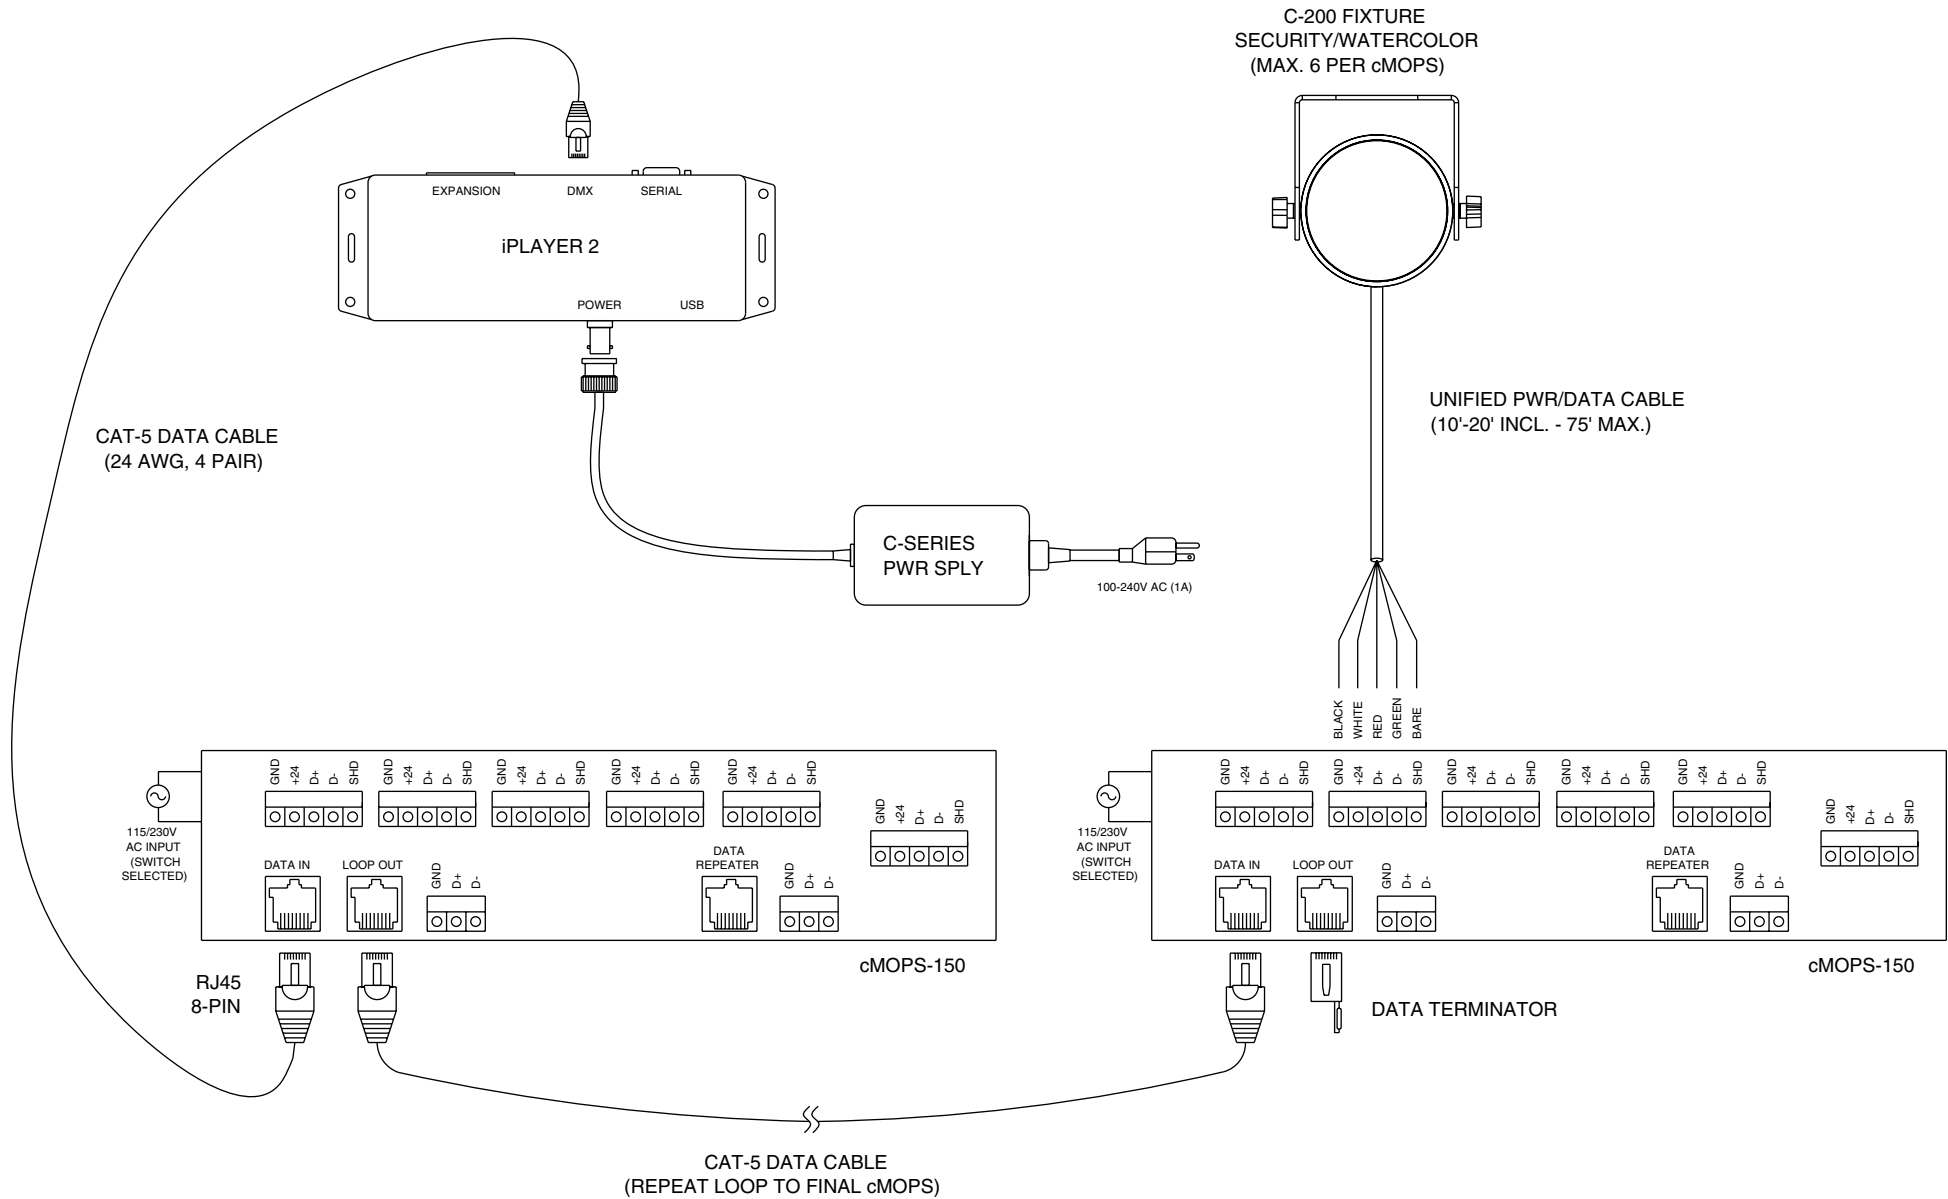 C-200 FIXTURE
SECURITY/WATERCOLOR
(MAX. 6 PER cMOPS)
EXPANSION
DMX
SERIAL
iPLAYER 2
POWER
USB
CAT-5 DATA CABLE
(24 AWG, 4 PAIR)
UNIFIED PWR/DATA CABLE
(10'-20' INCL. - 75' MAX.)
C-SERIES
PWR SPLY
100-240V AC (1A)
BLACK
WHITE
RED
GREEN
BARE
GND
+24
D+
D-
SHD
GND
+24
D+
D-
SHD
GND
+24
D+
D-
SHD
GND
+24
D+
D-
SHD
GND
+24
D+
D-
SHD
GND
+24
D+
D-
SHD
115/230V
AC INPUT
(SWITCH
SELECTED)
DATA IN
LOOP OUT
GND
D+
D-
DATA
REPEATER
GND
D+
D-
cMOPS-150
GND
+24
D+
D-
SHD
GND
+24
D+
D-
SHD
GND
+24
D+
D-
SHD
GND
+24
D+
D-
SHD
GND
+24
D+
D-
SHD
GND
+24
D+
D-
SHD
115/230V
AC INPUT
(SWITCH
SELECTED)
DATA IN
LOOP OUT
GND
D+
D-
DATA
REPEATER
GND
D+
D-
cMOPS-150
RJ45
8-PIN
DATA TERMINATOR
CAT-5 DATA CABLE
(REPEAT LOOP TO FINAL cMOPS)